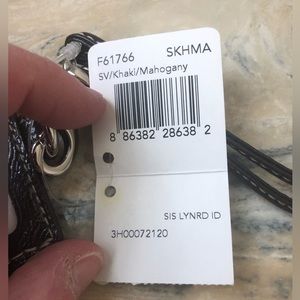 F61766 SKHMA
SV/Khaki/Mahogany
8 86382 28638 2
SIS LYNRD ID
3H00072120